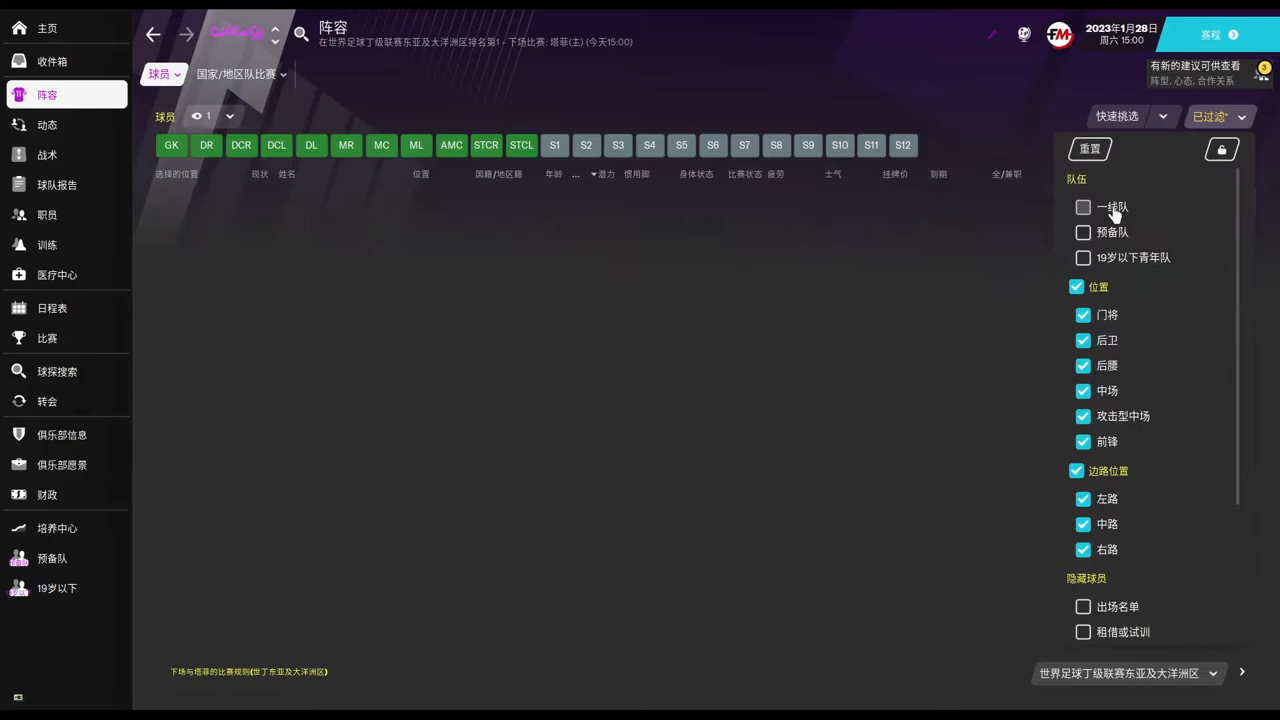 主页
收件箱
阵容
动态
战术
球队报告
职员
训练
医疗中心
日程表
比赛
球探搜索
转会
俱乐部信息
俱乐部愿景
财政
培养中心
预备队
19岁以下
阵容
在世界足球丁级联赛东亚及大洋洲区排名第1 - 下场比赛: 塔菲(主) (今天15:00)
FM
2023年1月28日
周六 15:00
赛程
球员
国家/地区队比赛
有新的建议可供查看
阵型, 心态, 合作关系
3
球员 1
快速挑选
已过滤*
GK DR DCR DCL DL MR MC ML AMC STCR STCL S1 S2 S3 S4 S5 S6 S7 S8 S9 S10 S11 S12
选择的位置 现状 姓名 位置 国籍/地区籍 年龄 ... 潜力 惯用脚 身体状态 比赛状态 疲劳 士气 挂牌价 到期 全/兼职
重置
队伍
一线队
预备队
19岁以下青年队
位置
门将
后卫
后腰
中场
攻击型中场
前锋
边路位置
左路
中路
右路
隐藏球员
出场名单
租借或试训
下场与塔菲的比赛规则(世丁东亚及大洋洲区)
世界足球丁级联赛东亚及大洋洲区